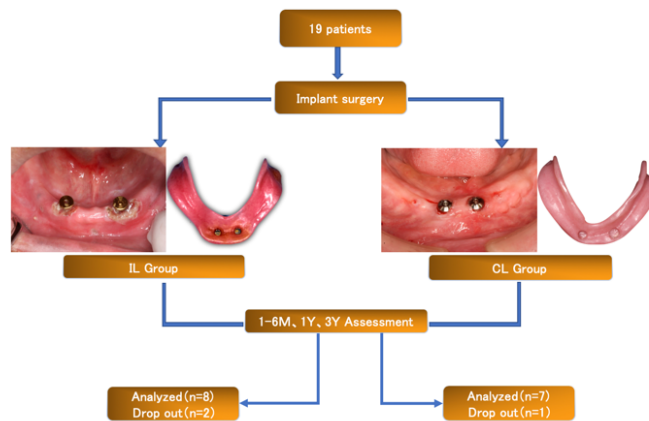 19 patients
Implant surgery
IL Group
CL Group
1-6M、1Y、3Y Assessment
Analyzed(n=8)
Drop out(n=2)
Analyzed(n=7)
Drop out(n=1)